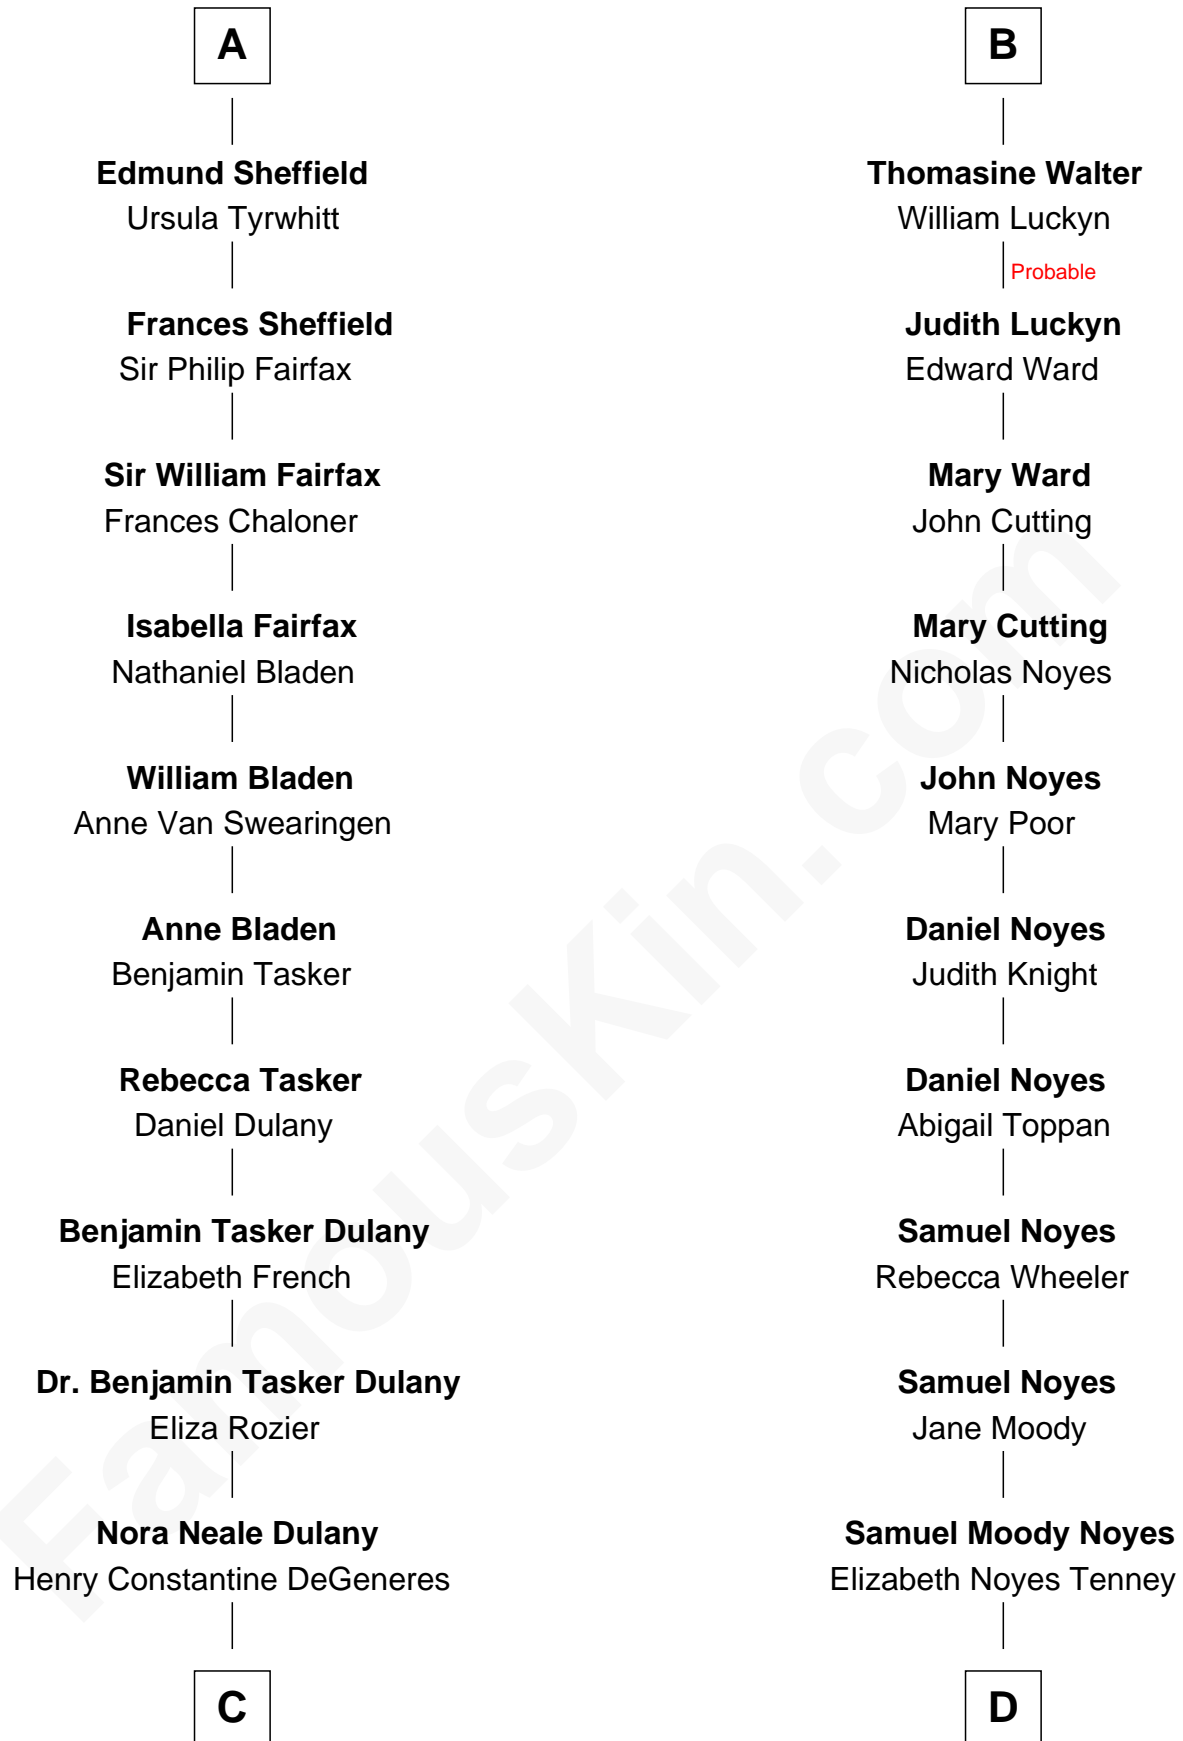 A
Edmund Sheffield
Ursula Tyrwhitt
Frances Sheffield
Sir Philip Fairfax
Sir William Fairfax
Frances Chaloner
Isabella Fairfax
Nathaniel Bladen
William Bladen
Anne Van Swearingen
Anne Bladen
Benjamin Tasker
Rebecca Tasker
Daniel Dulany
Benjamin Tasker Dulany
Elizabeth French
Dr. Benjamin Tasker Dulany
Eliza Rozier
Nora Neale Dulany
Henry Constantine DeGeneres
C
B
Thomasine Walter
William Luckyn
Probable
Judith Luckyn
Edward Ward
Mary Ward
John Cutting
Mary Cutting
Nicholas Noyes
John Noyes
Mary Poor
Daniel Noyes
Judith Knight
Daniel Noyes
Abigail Toppan
Samuel Noyes
Rebecca Wheeler
Samuel Noyes
Jane Moody
Samuel Moody Noyes
Elizabeth Noyes Tenney
D
FamousKin.com